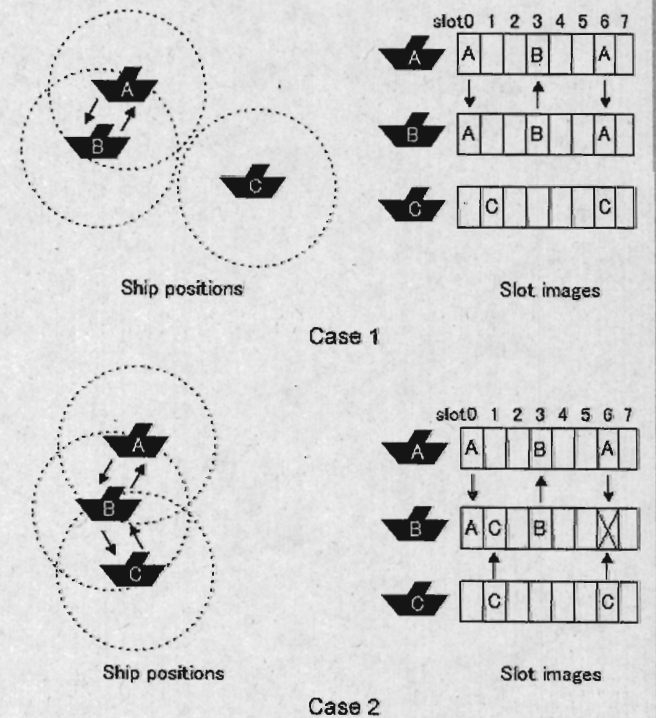 slot0 1 2 3 4 5 6 7
A
A A B A
B
B A B A
C
C C C
Ship positions
Slot images
Case 1
slot0 1 2 3 4 5 6 7
A
A A B A
B
B A C B
C
C C C
Ship positions
Slot images
Case 2